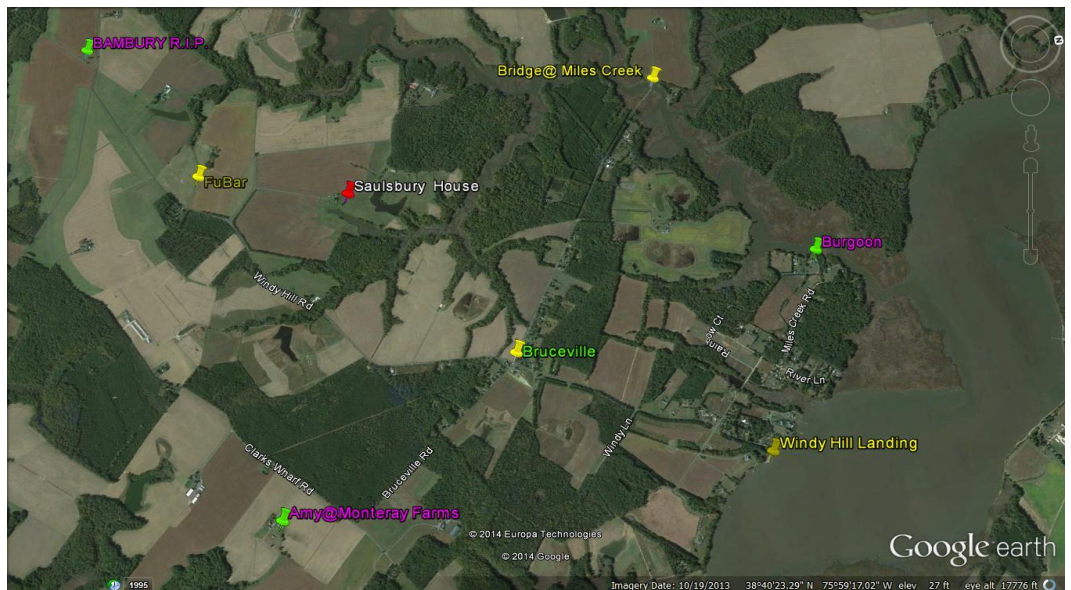 BAMBURY R.I.P.
Bridge@ Miles Creek
N
FuBar
Saulsbury House
Burgoon
Windy Hill Rd
Miles Creek Rd
Rainbow Ct
Bruceville
River Ln
Windy Ln
Windy Hill Landing
Clarks Wharf Rd
Bruceville Rd
Amy@Monteray Farms
© 2014 Europa Technologies
© 2014 Google
Google earth
1995
Imagery Date: 10/19/2013 38°40'23.29" N 75°59'17.02" W elev 27 ft eye alt 17776 ft